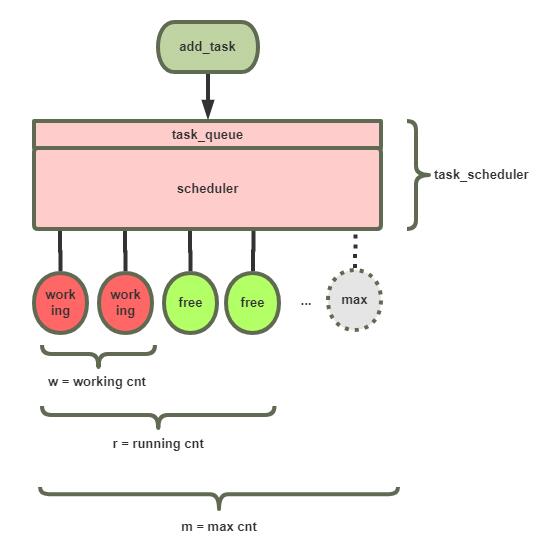 add_task
task_queue
scheduler
task_scheduler
work
ing
work
ing
free
free
...
max
w = working cnt
r = running cnt
m = max cnt